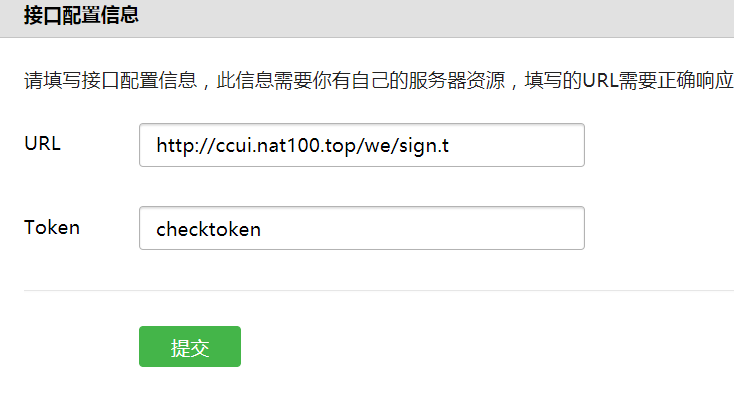 接口配置信息
请填写接口配置信息，此信息需要你有自己的服务器资源，填写的URL需要正确响应
URL http://ccui.nat100.top/we/sign.t
Token checktoken
提交